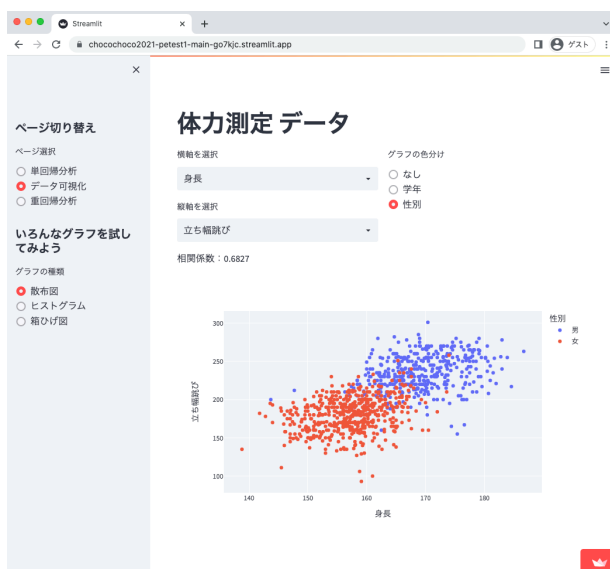 Streamlit
chocochoco2021-petest1-main-go7kjc.streamlit.app
ゲスト
ページ切り替え
ページ選択
単回帰分析
データ可視化
重回帰分析
いろんなグラフを試し
てみよう
グラフの種類
散布図
ヒストグラム
箱ひげ図
体力測定 データ
横軸を選択
身長
縦軸を選択
立ち幅跳び
グラフの色分け
なし
学年
性別
相関係数：0.6827
性別
男
女
300
250
200
150
100
立ち幅跳び
140 150 160 170 180
身長